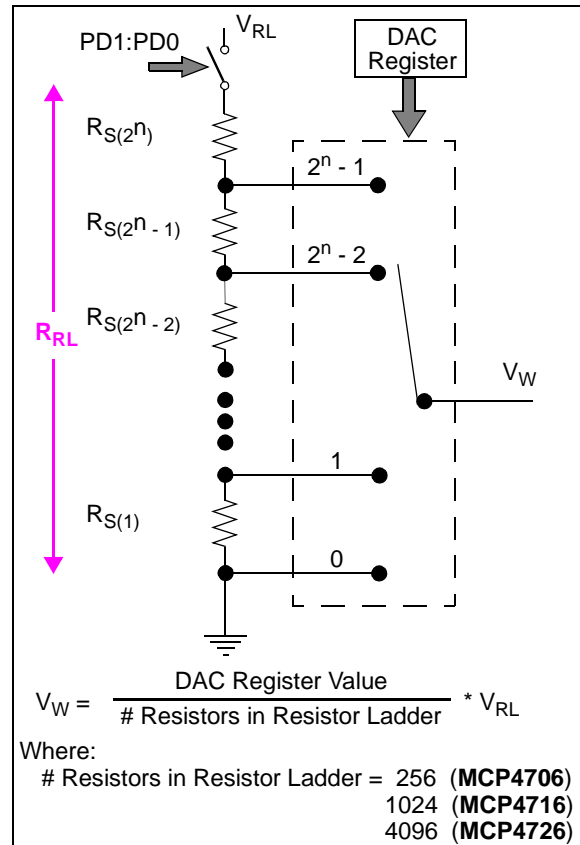 PD1:PD0
V_RL
DAC
Register
R_S(2^n)
2^n - 1
R_S(2^n - 1)
2^n - 2
R_S(2^n - 2)
R_RL
V_W
1
R_S(1)
0
V_W = DAC Register Value / # Resistors in Resistor Ladder * V_RL
Where:
# Resistors in Resistor Ladder = 256 (MCP4706)
1024 (MCP4716)
4096 (MCP4726)